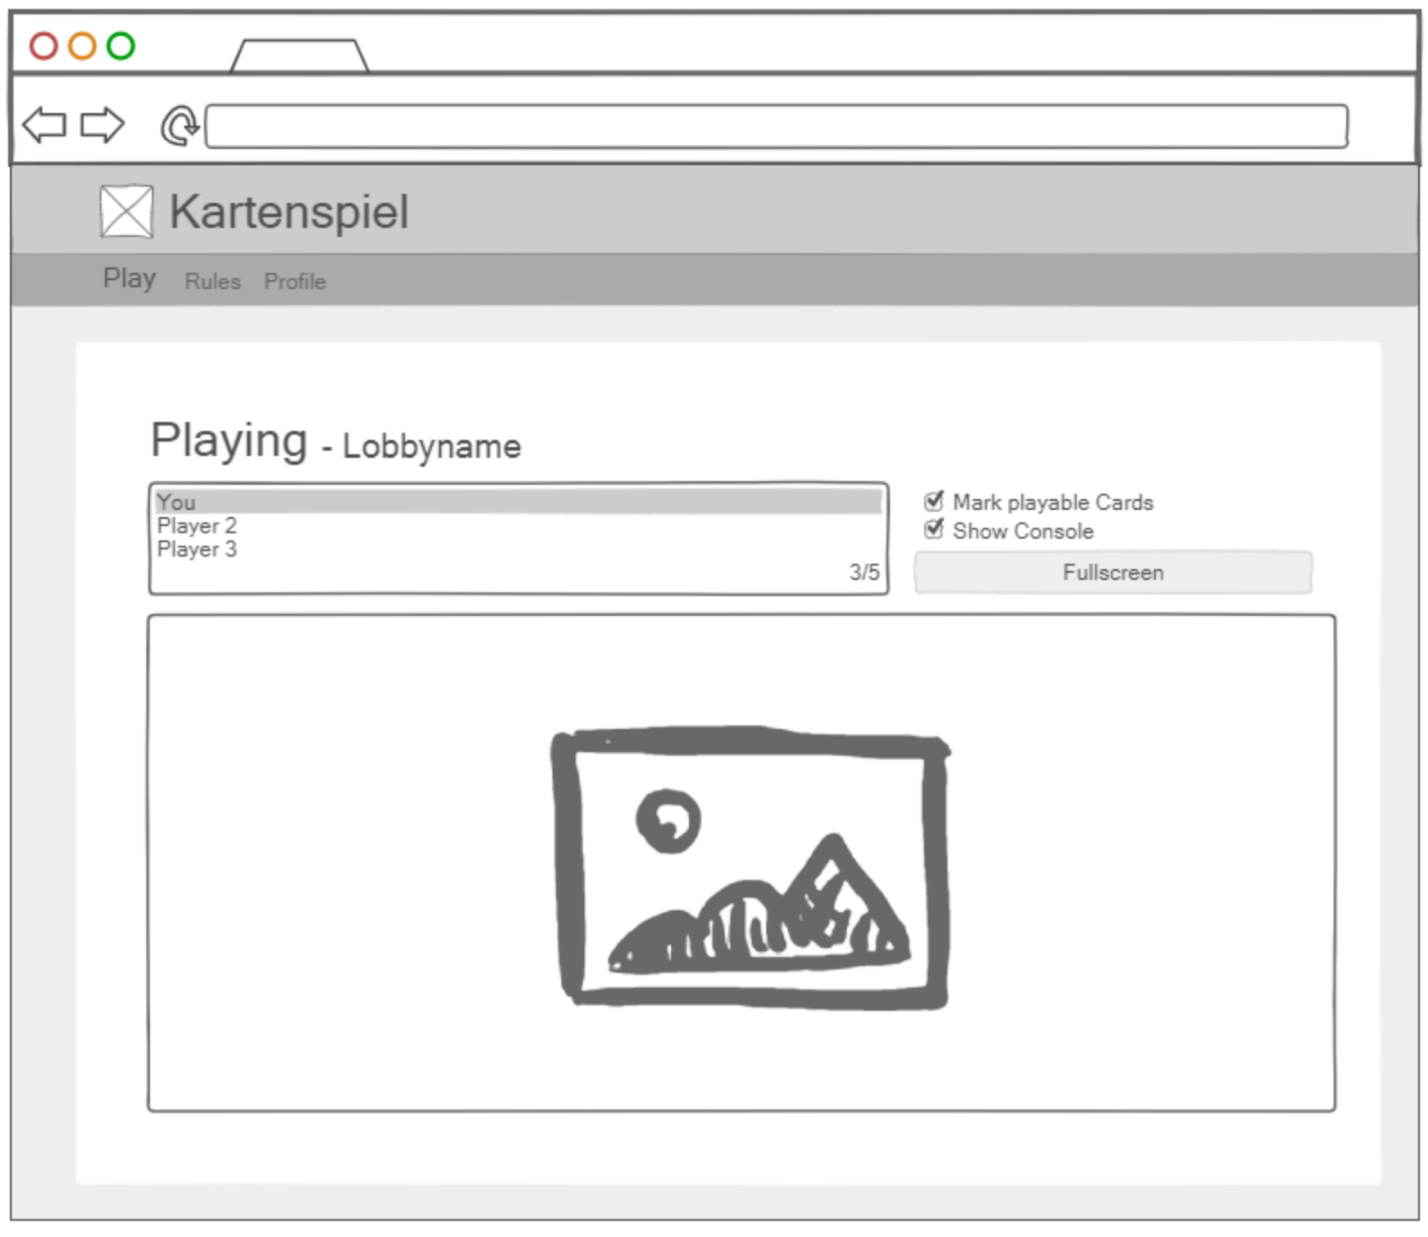 Kartenspiel
Play Rules Profile
Playing - Lobbyname
You
Player 2
Player 3
3/5
Mark playable Cards
Show Console
Fullscreen